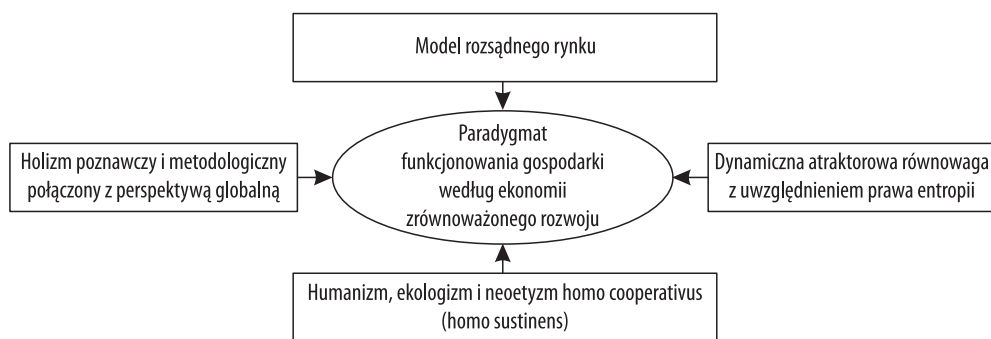 Model rozsądnego rynku
Holizm poznawczy i metodologiczny
połączony z perspektywą globalną
Paradygmat
funkcjonowania gospodarki
według ekonomii
zrównoważonego rozwoju
Dynamiczna atraktorowa równowaga
z uwzględnieniem prawa entropii
Humanizm, ekologizm i neoetyzm homo cooperativus
(homo sustinens)